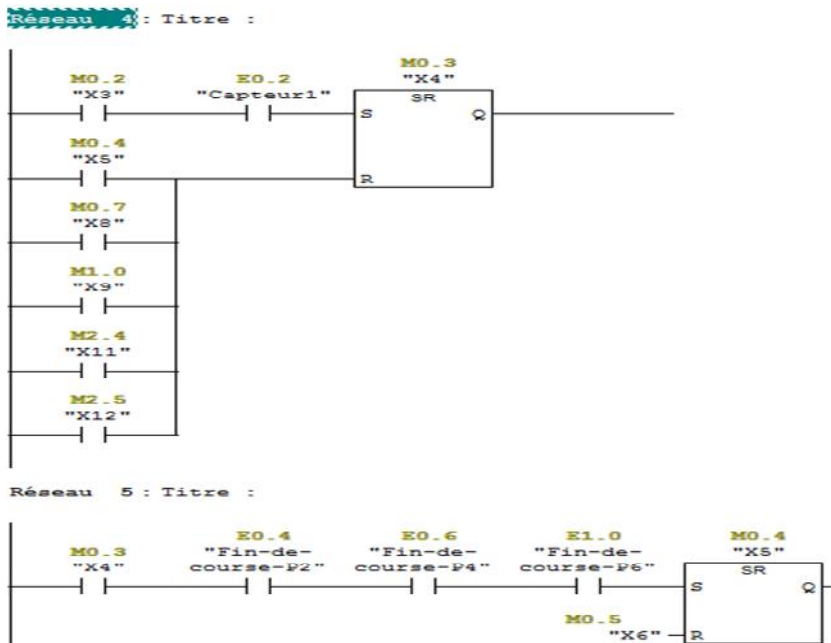 Réseau 4 : Titre :
M0.3
M0.2 E0.2 "X4"
"X3" "Capteur1" SR
S Q
M0.4
"X5"
R
M0.7
"X8"
M1.0
"X9"
M2.4
"X11"
M2.5
"X12"
Réseau 5 : Titre :
E0.4 E0.6 E1.0 M0.4
M0.3 "Fin-de- "Fin-de- "Fin-de- "X5"
"X4" course-P2" course-P4" course-P6" SR
S Q
M0.5
"X6" R